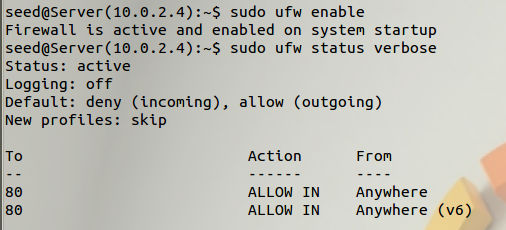 seed@Server(10.0.2.4):~$ sudo ufw enable
Firewall is active and enabled on system startup
seed@Server(10.0.2.4):~$ sudo ufw status verbose
Status: active
Logging: off
Default: deny (incoming), allow (outgoing)
New profiles: skip
To                         Action      From
--                         ------      ----
80                         ALLOW IN    Anywhere
80                         ALLOW IN    Anywhere (v6)